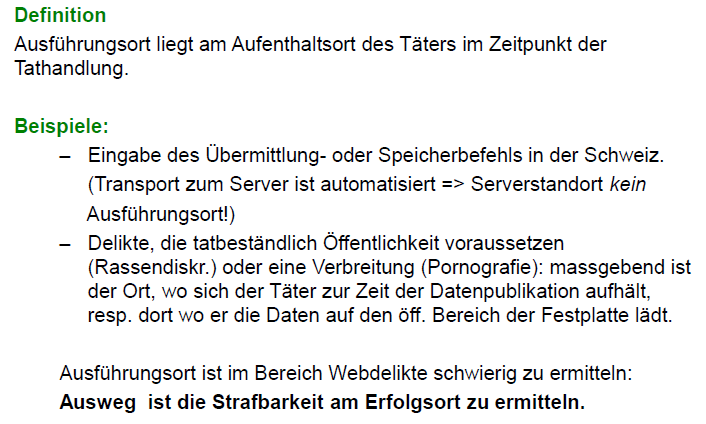 Definition
Ausführungsort liegt am Aufenthaltsort des Täters im Zeitpunkt der
Tathandlung.
Beispiele:
– Eingabe des Übermittlung- oder Speicherbefehls in der Schweiz.
(Transport zum Server ist automatisiert => Serverstandort kein
Ausführungsort!)
– Delikte, die tatbeständlich Öffentlichkeit voraussetzen
(Rassendiskr.) oder eine Verbreitung (Pornografie): massgebend ist
der Ort, wo sich der Täter zur Zeit der Datenpublikation aufhält,
resp. dort wo er die Daten auf den öff. Bereich der Festplatte lädt.
Ausführungsort ist im Bereich Webdelikte schwierig zu ermitteln:
Ausweg ist die Strafbarkeit am Erfolgsort zu ermitteln.